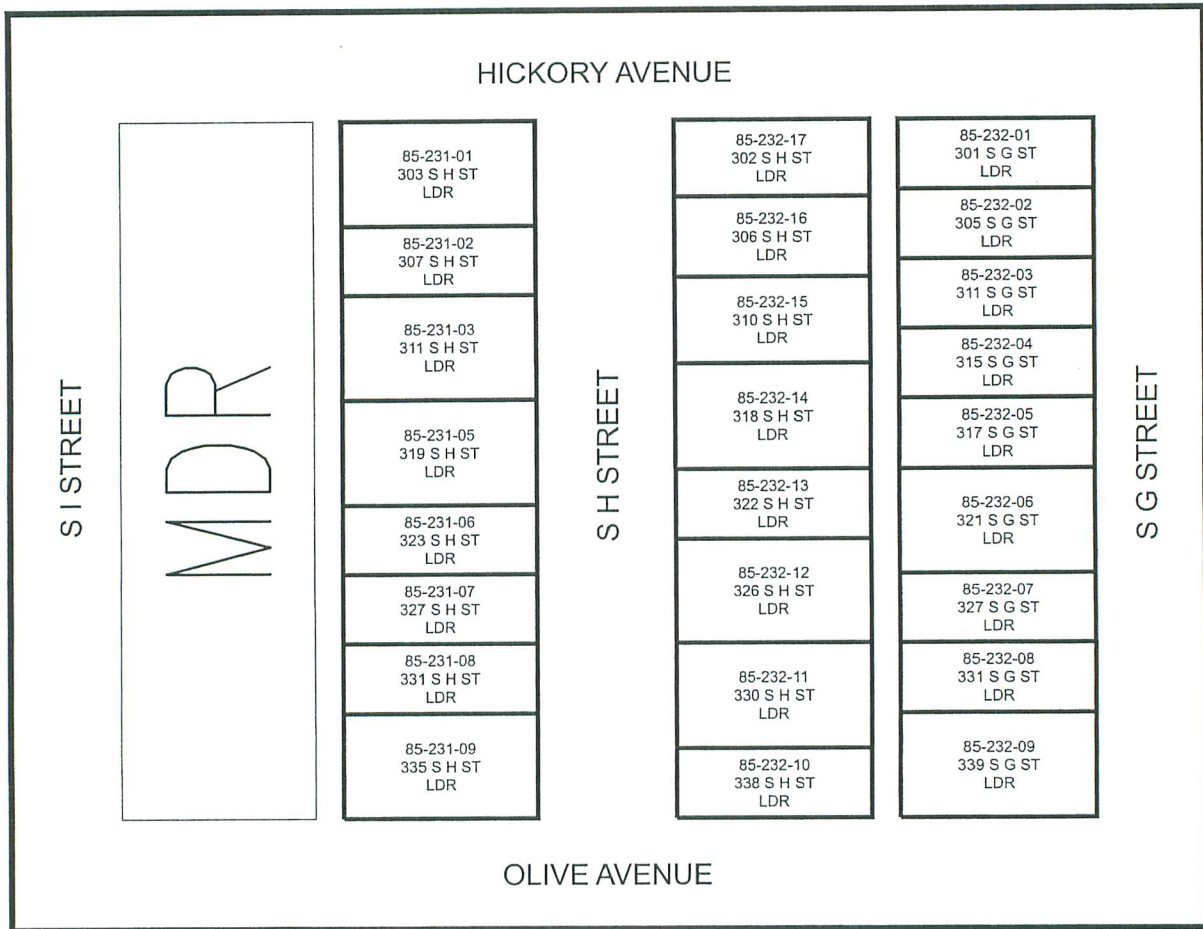 HICKORY AVENUE
S I STREET
MDR
85-231-01
303 S H ST
LDR
85-231-02
307 S H ST
LDR
85-231-03
311 S H ST
LDR
85-231-05
319 S H ST
LDR
85-231-06
323 S H ST
LDR
85-231-07
327 S H ST
LDR
85-231-08
331 S H ST
LDR
85-231-09
335 S H ST
LDR
S H STREET
85-232-17
302 S H ST
LDR
85-232-16
306 S H ST
LDR
85-232-15
310 S H ST
LDR
85-232-14
318 S H ST
LDR
85-232-13
322 S H ST
LDR
85-232-12
326 S H ST
LDR
85-232-11
330 S H ST
LDR
85-232-10
338 S H ST
LDR
85-232-01
301 S G ST
LDR
85-232-02
305 S G ST
LDR
85-232-03
311 S G ST
LDR
85-232-04
315 S G ST
LDR
85-232-05
317 S G ST
LDR
85-232-06
321 S G ST
LDR
85-232-07
327 S G ST
LDR
85-232-08
331 S G ST
LDR
85-232-09
339 S G ST
LDR
S G STREET
OLIVE AVENUE